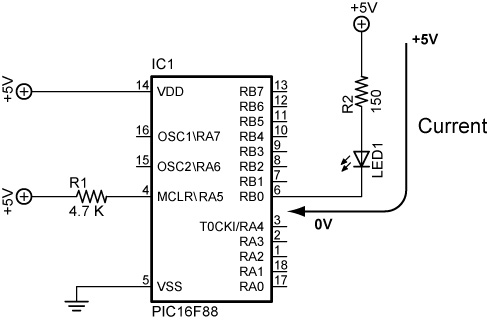 +5V
+5V
IC1
+5V
14
VDD
RB7
13
RB6
12
R2
150
Current
RB5
11
16
OSC1\RA7
RB4
10
RB3
9
15
OSC2\RA6
RB2
8
LED1
R1
RB1
7
+5V
4
MCLR\RA5
RB0
6
4.7 K
0V
T0CKI/RA4
3
RA3
2
RA2
1
RA1
18
5
VSS
RA0
17
PIC16F88